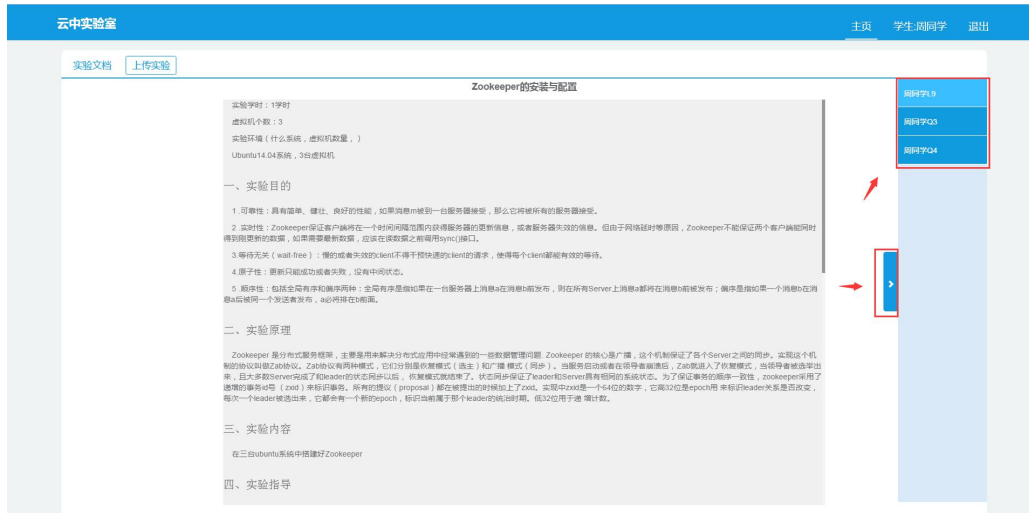 云中实验室
主页 学生:周同学 退出
实验文档 上传实验
Zookeeper的安装与配置
实验学时：1学时
虚拟机个数：3
实验环境（什么系统，虚拟机数量，）
Ubuntu14.04系统，3台虚拟机
一、实验目的
1 .可靠性：具有简单、健壮、良好的性能，如果消息m被到一台服务器接受，那么它将被所有的服务器接受。
2 .实时性：Zookeeper保证客户端将在一个时间间隔范围内获得服务器的更新信息，或者服务器失效的信息。但由于网络延时等原因，Zookeeper不能保证两个客户端能同时
得到刚更新的数据，如果需要最新数据，应该在读数据之前调用sync()接口。
3.等待无关（wait-free）：慢的或者失效的client不得干预快速的client的请求，使得每个client都能有效的等待。
4.原子性：更新只能成功或者失败，没有中间状态。
5 .顺序性：包括全局有序和偏序两种：全局有序是指如果在一台服务器上消息a在消息b前发布，则在所有Server上消息a都将在消息b前被发布；偏序是指如果一个消息b在消
息a后被同一个发送者发布，a必将排在b前面。
二、实验原理
Zookeeper 是分布式服务框架，主要是用来解决分布式应用中经常遇到的一些数据管理问题. Zookeeper 的核心是广播，这个机制保证了各个Server之间的同步。实现这个机
制的协议叫做Zab协议。Zab协议有两种模式，它们分别是恢复模式（选主）和广播 模式（同步）。当服务启动或者在领导者崩溃后，Zab就进入了恢复模式，当领导者被选举出
来，且大多数Server完成了和leader的状态同步以后， 恢复模式就结束了。状态同步保证了leader和Server具有相同的系统状态。为了保证事务的顺序一致性，zookeeper采用了
递增的事务id号（zxid）来标识事务。所有的提议（proposal）都在被提出的时候加上了zxid。实现中zxid是一个64位的数字，它高32位是epoch用 来标识leader关系是否改变，
每次一个leader被选出来，它都会有一个新的epoch，标识当前属于那个leader的统治时期。低32位用于递 增计数。
三、实验内容
在三台ubuntu系统中搭建好Zookeeper
四、实验指导
周同学L9
周同学Q3
周同学Q4